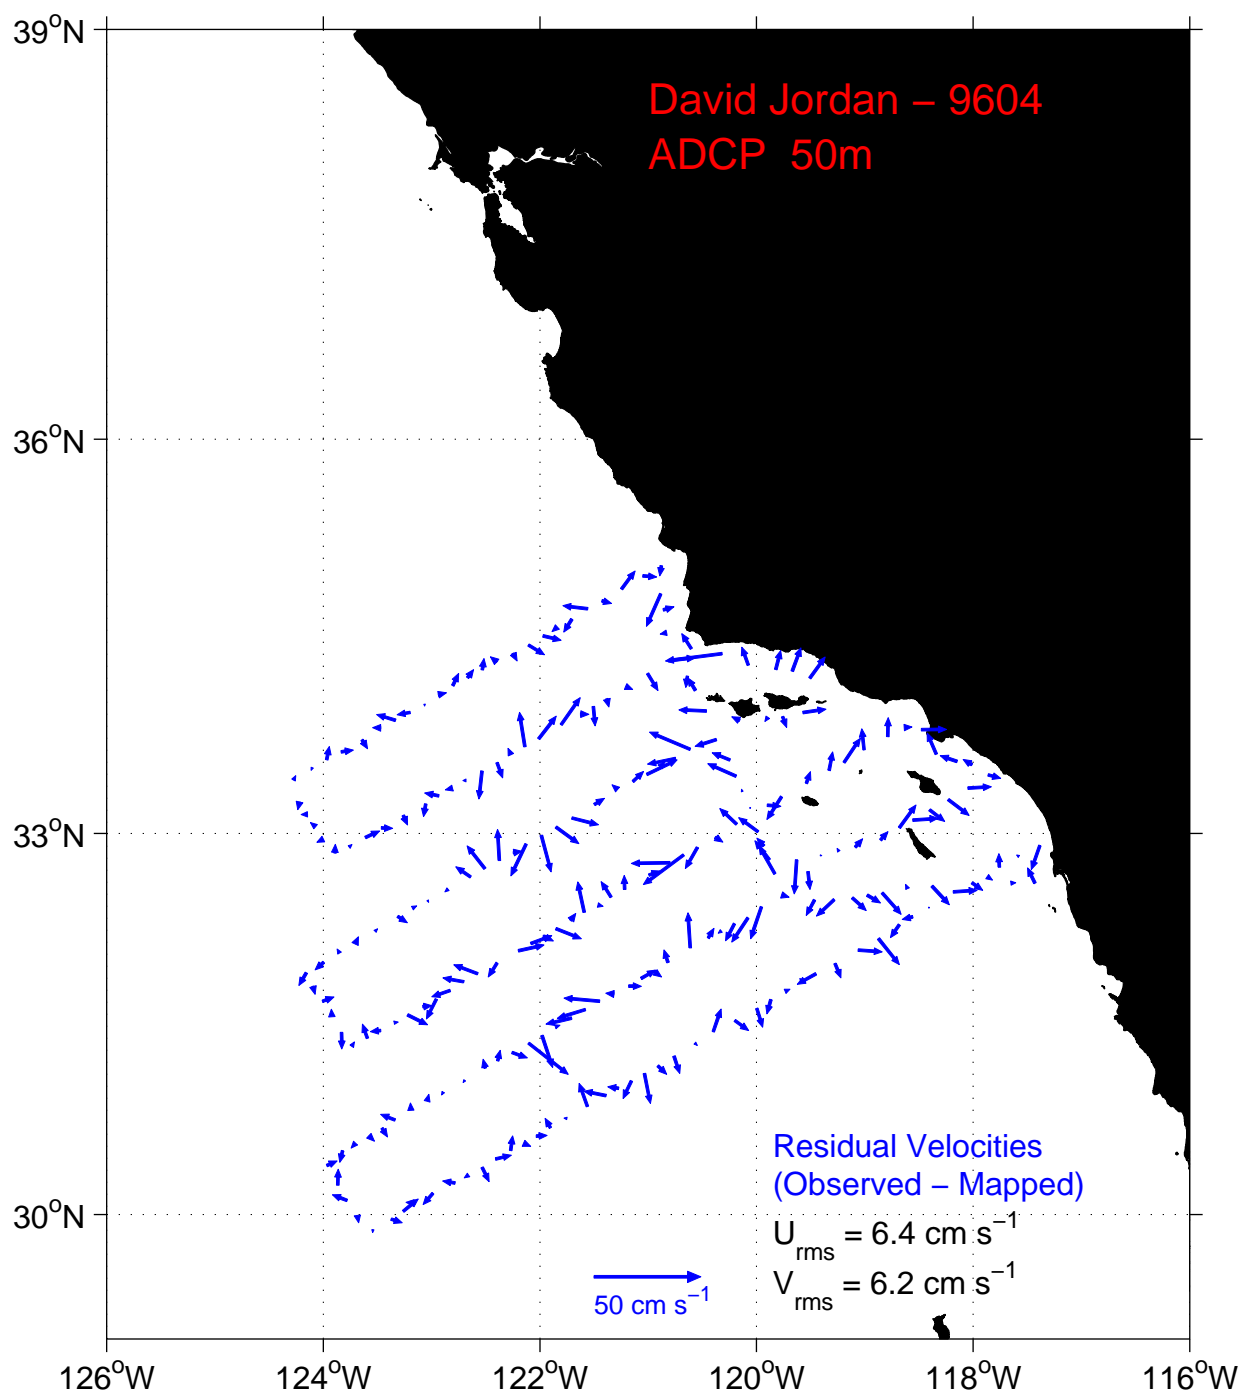 39°N
David Jordan – 9604
ADCP 50m
36°N
33°N
Residual Velocities
(Observed – Mapped)
30°N
U_rms = 6.4 cm s⁻¹
V_rms = 6.2 cm s⁻¹
50 cm s⁻¹
126°W 124°W 122°W 120°W 118°W 116°W